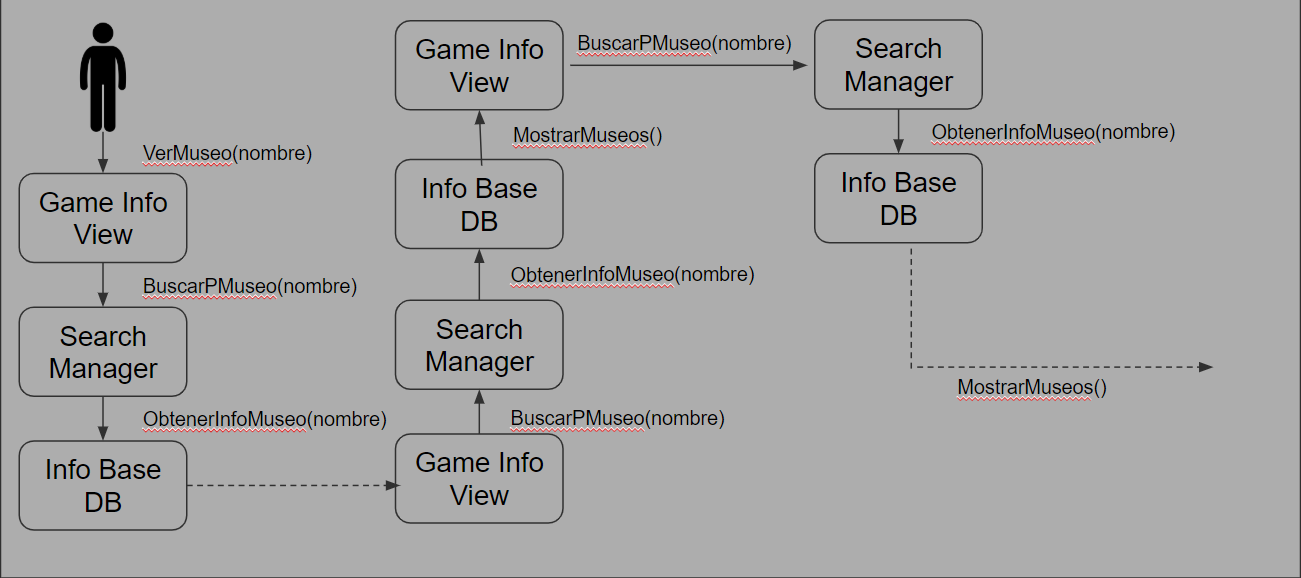 VerMuseo(nombre)
Game Info
View
BuscarPMuseo(nombre)
Search
Manager
ObtenerInfoMuseo(nombre)
Info Base
DB
Game Info
View
BuscarPMuseo(nombre)
Search
Manager
ObtenerInfoMuseo(nombre)
Info Base
DB
MostrarMuseos()
Game Info
View
BuscarPMuseo(nombre)
Search
Manager
ObtenerInfoMuseo(nombre)
Info Base
DB
MostrarMuseos()